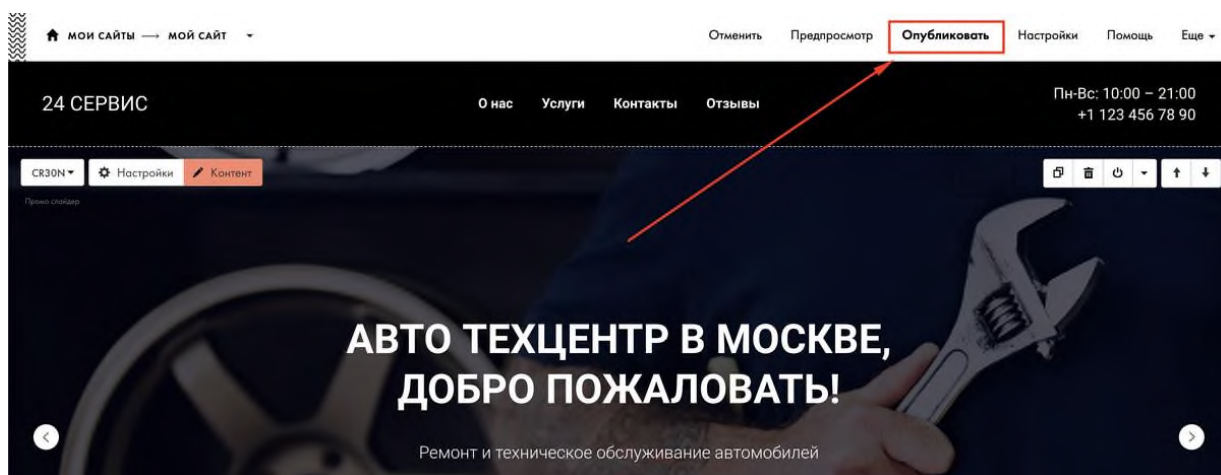 МОИ САЙТЫ → МОЙ САЙТ
Отменить Предпросмотр Опубликовать Настройки Помощь Еще
24 СЕРВИС
О нас Услуги Контакты Отзывы
Пн-Вс: 10:00 – 21:00
+1 123 456 78 90
CR30N Настройки Контент
Промо слайдер
АВТО ТЕХЦЕНТР В МОСКВЕ,
ДОБРО ПОЖАЛОВАТЬ!
Ремонт и техническое обслуживание автомобилей